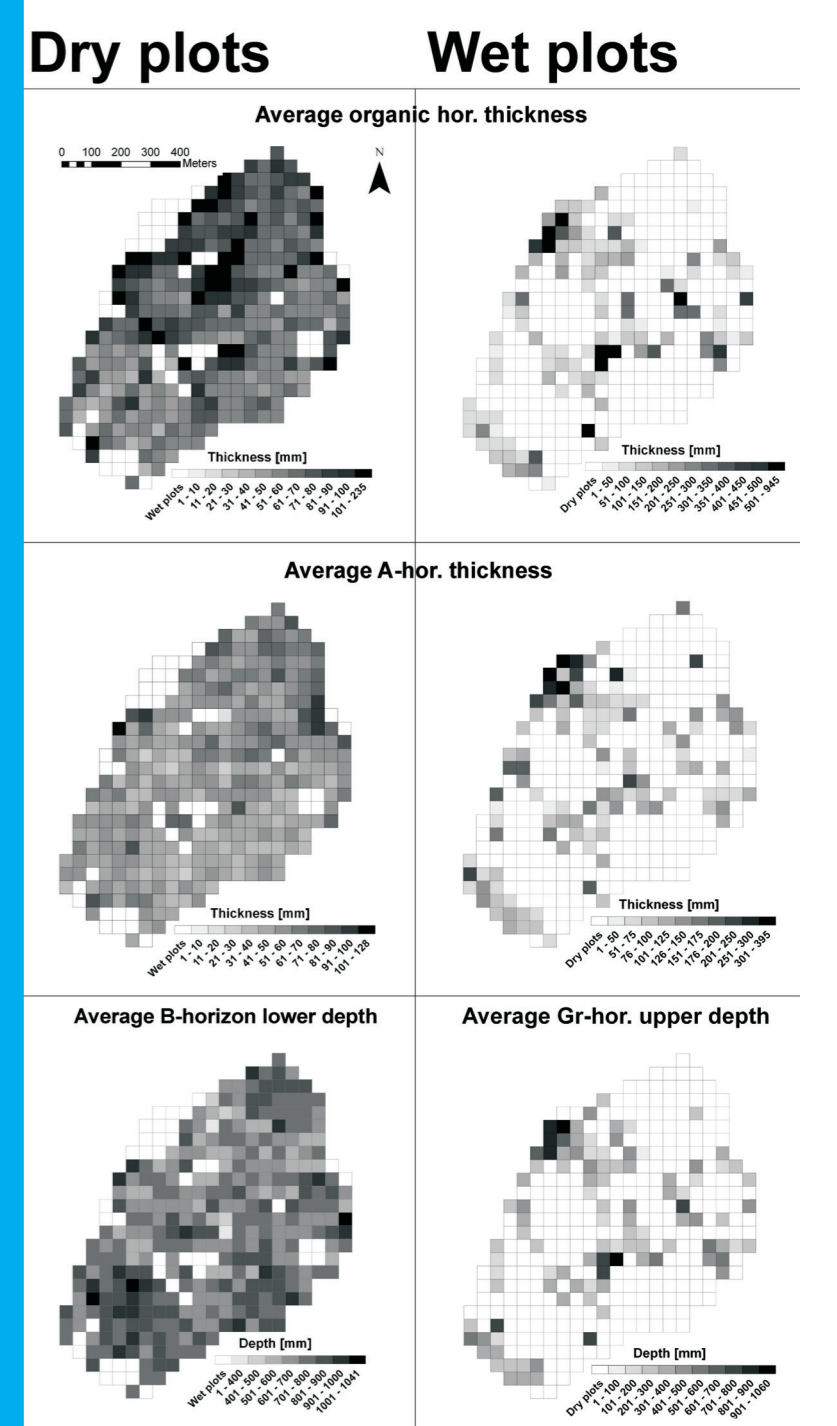 Dry plots
Wet plots
Average organic hor. thickness
0 100 200 300 400
Meters
N
Thickness [mm]
Wet plots 1 - 10 11 - 20 21 - 30 31 - 40 41 - 50 51 - 60 61 - 70 71 - 80 81 - 90 91 - 100 101 - 235
Thickness [mm]
Dry plots 1 - 50 51 - 100 101 - 150 151 - 200 201 - 250 251 - 300 301 - 350 351 - 400 401 - 450 451 - 500 501 - 945
Average A-hor. thickness
Thickness [mm]
Wet plots 1 - 10 11 - 20 21 - 30 31 - 40 41 - 50 51 - 60 61 - 70 71 - 80 81 - 90 91 - 100 101 - 128
Thickness [mm]
Dry plots 1 - 50 51 - 75 76 - 100 101 - 125 126 - 150 151 - 175 176 - 200 201 - 250 251 - 300 301 - 395
Average B-horizon lower depth
Average Gr-hor. upper depth
Depth [mm]
Wet plots 1 - 400 401 - 500 501 - 600 601 - 700 701 - 800 801 - 900 901 - 1000 1001 - 1041
Depth [mm]
Dry plots 1 - 100 101 - 200 201 - 300 301 - 400 401 - 500 501 - 600 601 - 700 701 - 800 801 - 900 901 - 1060